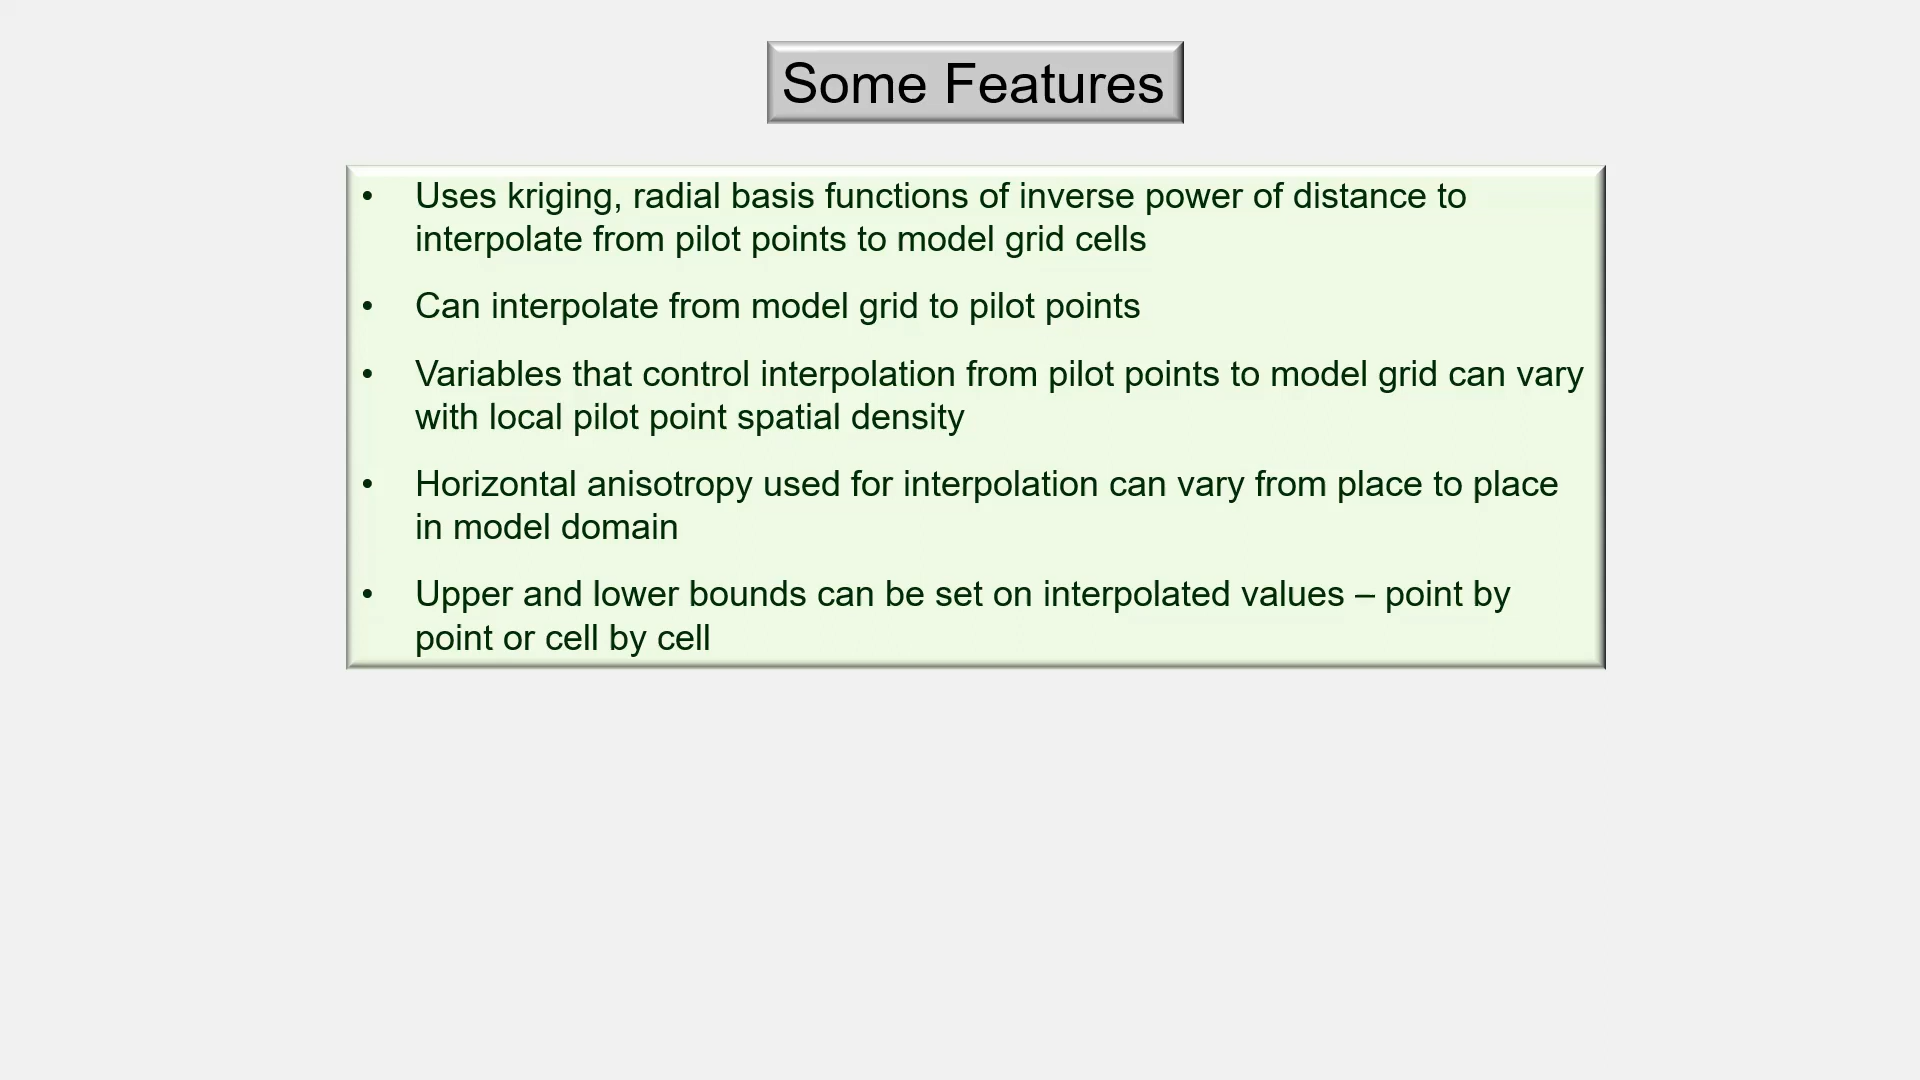 Some Features
• Uses kriging, radial basis functions of inverse power of distance to
interpolate from pilot points to model grid cells
• Can interpolate from model grid to pilot points
• Variables that control interpolation from pilot points to model grid can vary
with local pilot point spatial density
• Horizontal anisotropy used for interpolation can vary from place to place
in model domain
• Upper and lower bounds can be set on interpolated values – point by
point or cell by cell